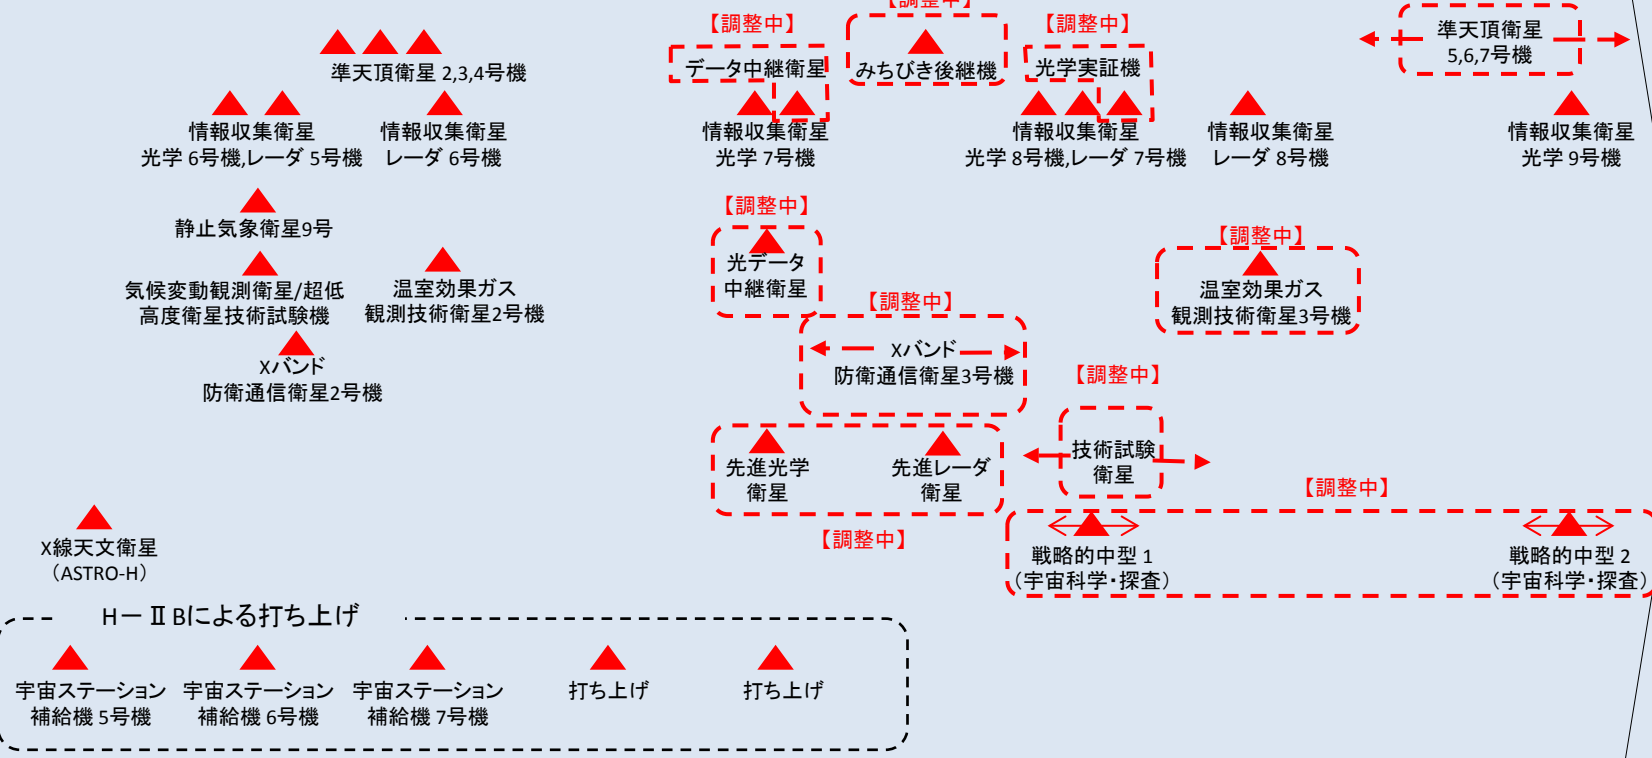 【調整中】
【調整中】
【調整中】
準天頂衛星
5,6,7号機
準天頂衛星 2,3,4号機
データ中継衛星
みちびき後継機
光学実証機
情報収集衛星
光学 6号機,レーダ 5号機
情報収集衛星
レーダ 6号機
情報収集衛星
光学 7号機
情報収集衛星
光学 8号機,レーダ 7号機
情報収集衛星
レーダ 8号機
情報収集衛星
光学 9号機
静止気象衛星9号
【調整中】
光データ
中継衛星
【調整中】
温室効果ガス
観測技術衛星3号機
気候変動観測衛星/超低
高度衛星技術試験機
温室効果ガス
観測技術衛星2号機
【調整中】
Xバンド
防衛通信衛星3号機
Xバンド
防衛通信衛星2号機
【調整中】
技術試験
衛星
先進光学
衛星
先進レーダ
衛星
【調整中】
【調整中】
戦略的中型 1
（宇宙科学・探査）
戦略的中型 2
（宇宙科学・探査）
X線天文衛星
（ASTRO-H）
H－ⅡBによる打ち上げ
宇宙ステーション
補給機 5号機
宇宙ステーション
補給機 6号機
宇宙ステーション
補給機 7号機
打ち上げ
打ち上げ